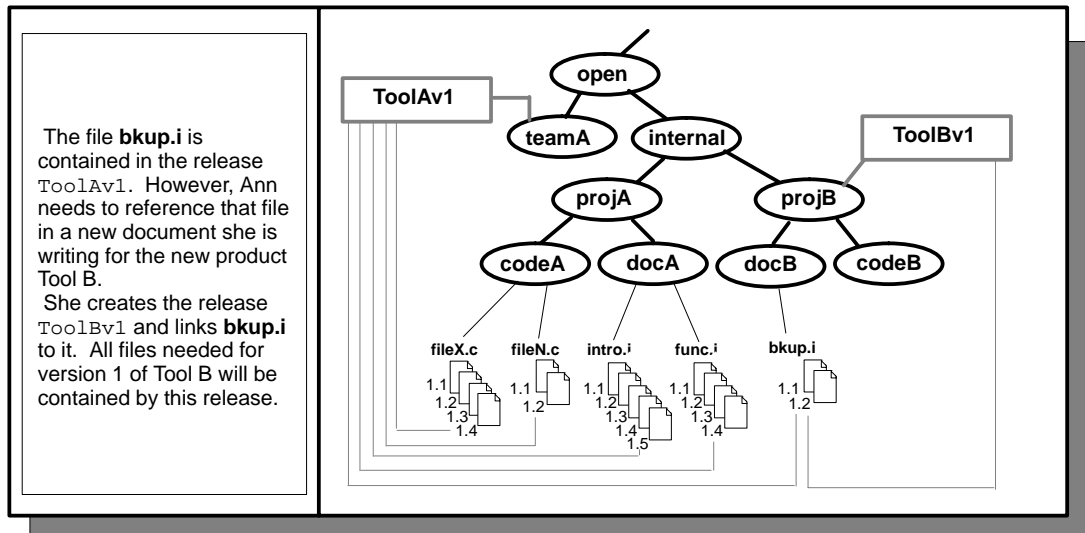 The file bkup.i is
contained in the release
ToolAv1. However, Ann
needs to reference that file
in a new document she is
writing for the new product
Tool B.
She creates the release
ToolBv1 and links bkup.i
to it. All files needed for
version 1 of Tool B will be
contained by this release.
open
ToolAv1
teamA
internal
ToolBv1
projA
projB
codeA
docA
docB
codeB
fileX.c
fileN.c
intro.i
func.i
bkup.i
1.1
1.2
1.3
1.4
1.1
1.2
1.1
1.2
1.3
1.4
1.5
1.1
1.2
1.3
1.4
1.1
1.2